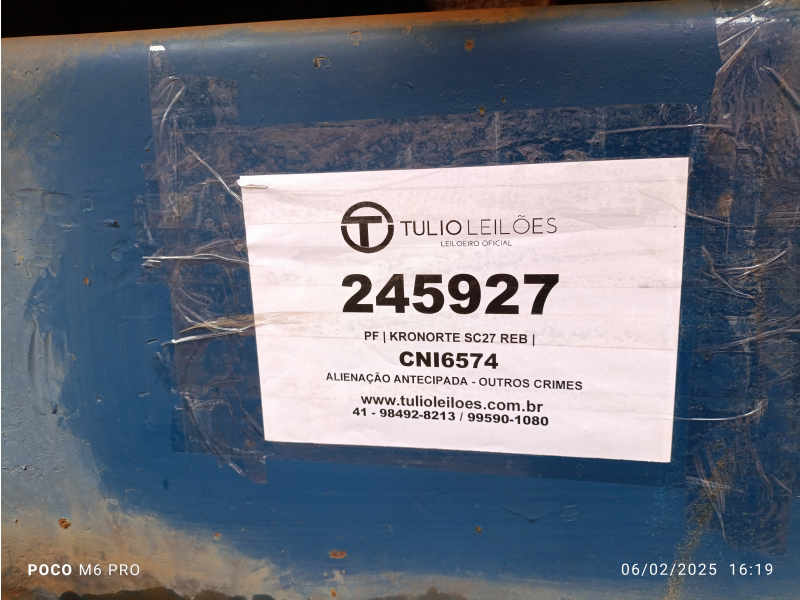 TULIO LEILÕES
LEILOEIRO OFICIAL
245927
PF | KRONORTE SC27 REB |
CNI6574
ALIENAÇÃO ANTECIPADA - OUTROS CRIMES
www.tulioleiloes.com.br
41 - 98492-8213 / 99590-1080
POCO M6 PRO
06/02/2025 16:19